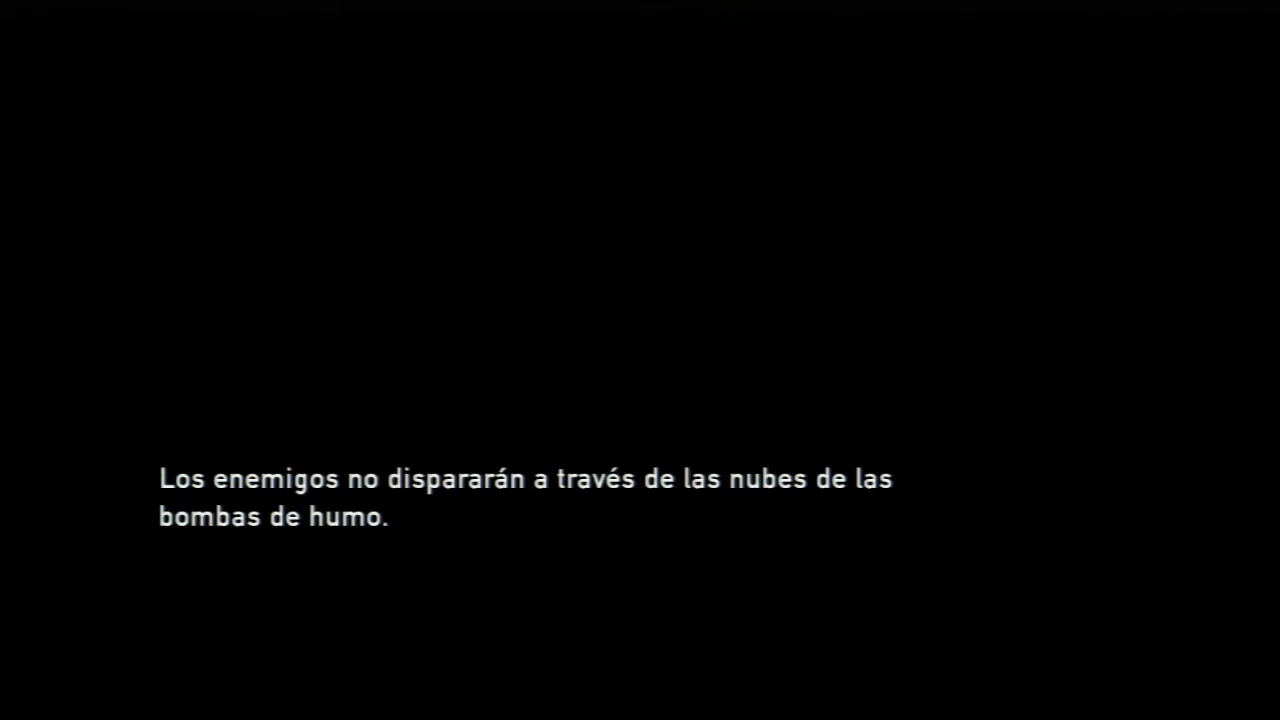 Los enemigos no dispararán a través de las nubes de las
bombas de humo.